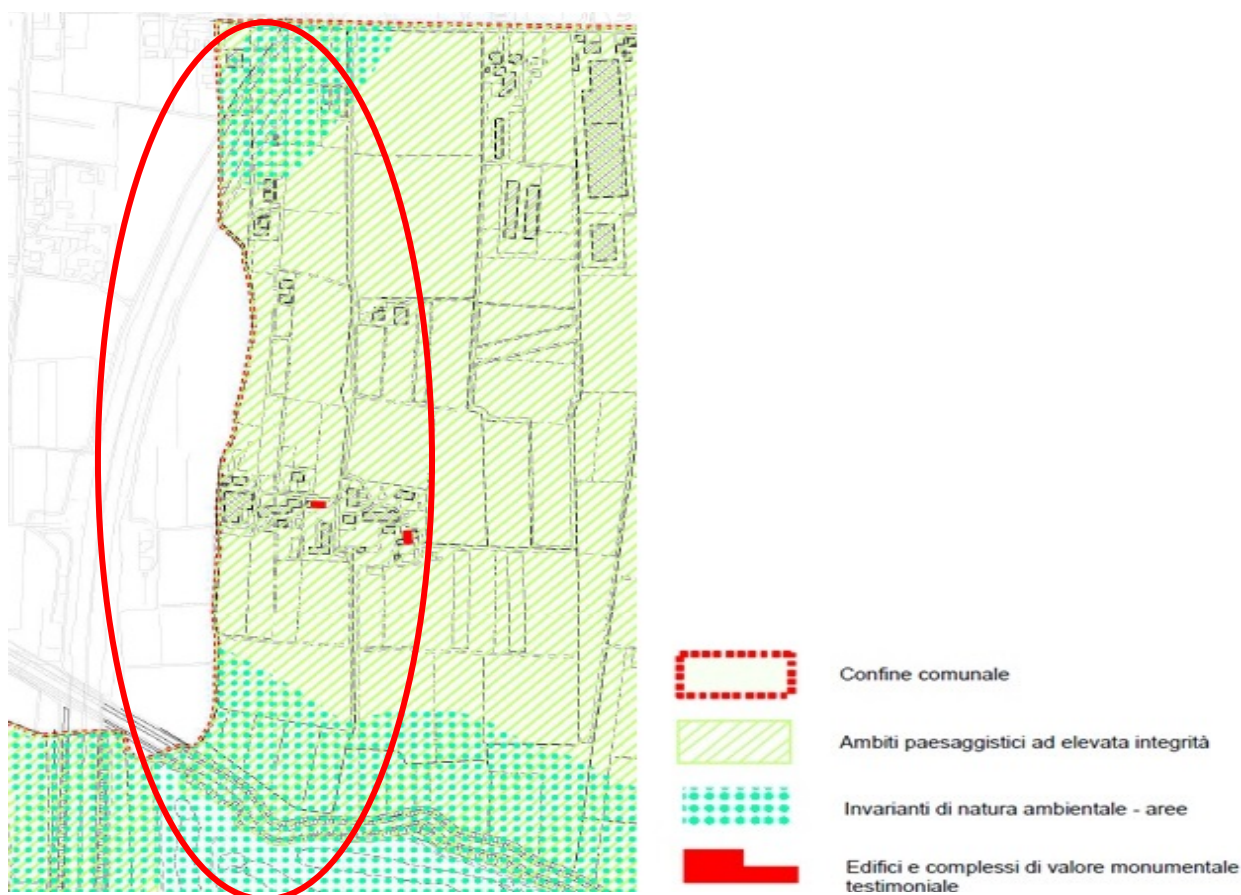 Confine comunale
Ambiti paesaggistici ad elevata integrità
Invarianti di natura ambientale - aree
Edifici e complessi di valore monumentale
testimoniale